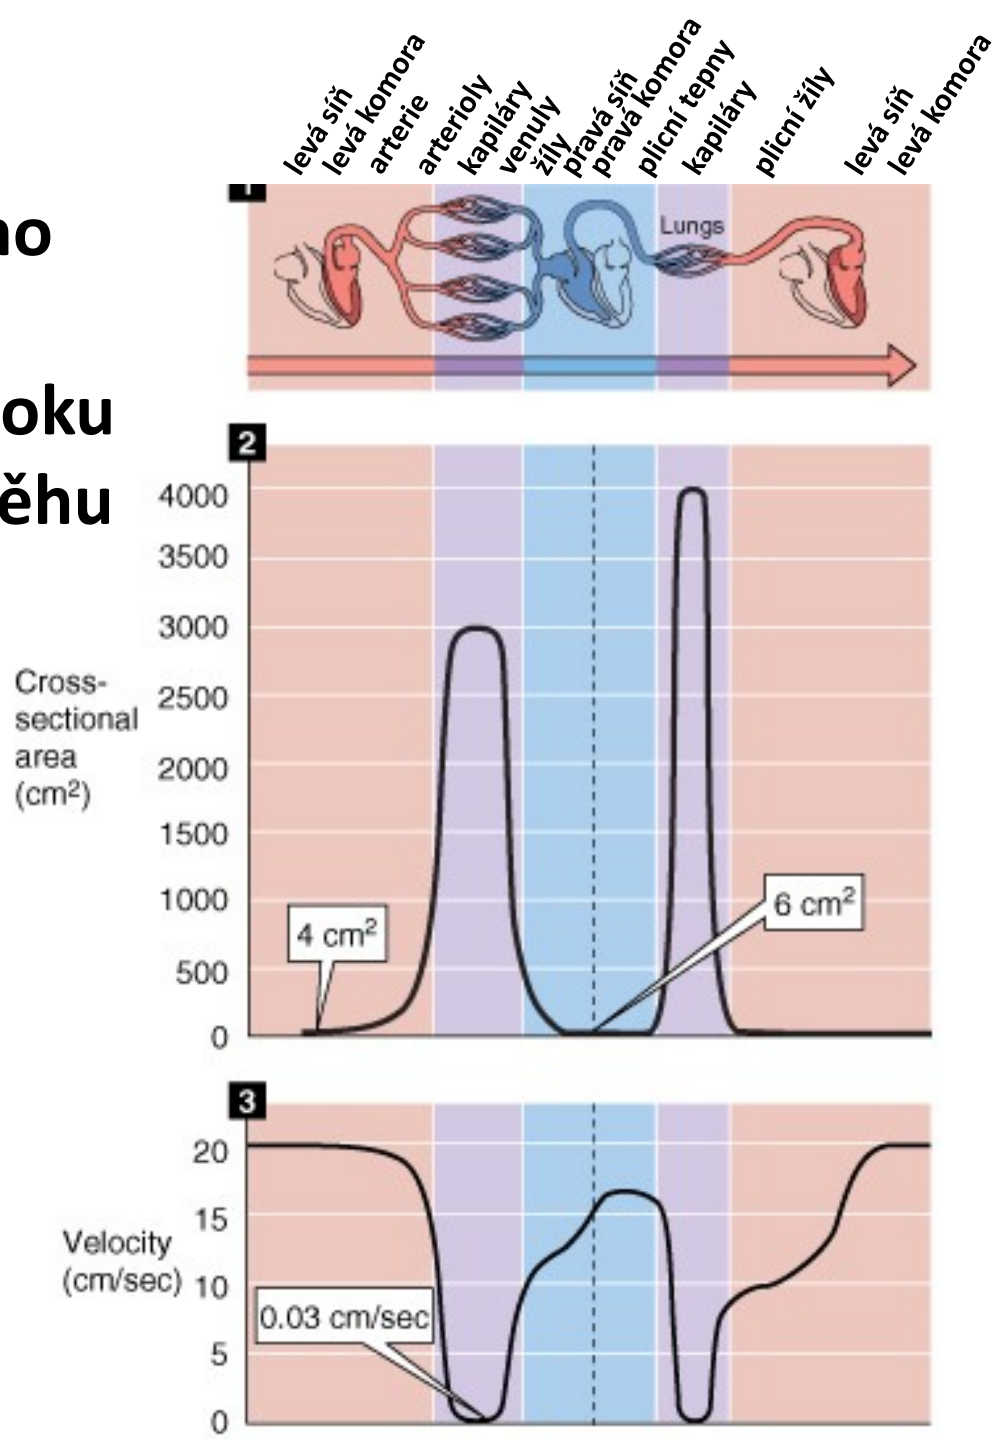 levá síň
levá komora
arterie
arterioly
kapiláry
venuly
žíly
pravá síň
pravá komora
plicní tepny
kapiláry
plicní žíly
levá síň
levá komora
Lungs
oku
ěhu
2
4000
3500
3000
2500
2000
1500
1000
500
0
Cross-
sectional
area
(cm²)
4 cm²
6 cm²
3
20
15
10
5
0
Velocity
(cm/sec)
0.03 cm/sec